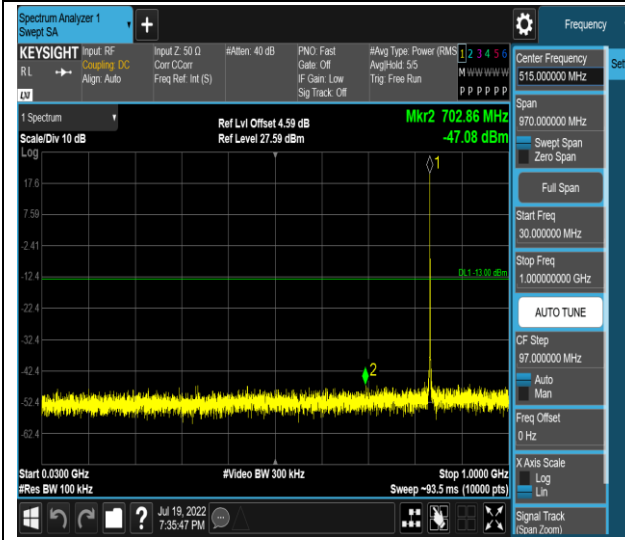 Spectrum Analyzer 1
Swept SA
Frequency
KEYSIGHT
RL
LXI
Input: RF
Coupling: DC
Align: Auto
Input Z: 50 Ω
Corr CCorr
Freq Ref: Int (S)
#Atten: 40 dB
PNO: Fast
Gate: Off
IF Gain: Low
Sig Track: Off
#Avg Type: Power (RMS
Avg|Hold: 5/5
Trig: Free Run
1 2 3 4 5 6
M W W W W W
P P P P P P
Center Frequency
515.000000 MHz
Set
Span
970.000000 MHz
Swept Span
Zero Span
Full Span
Start Freq
30.000000 MHz
Stop Freq
1.000000000 GHz
AUTO TUNE
CF Step
97.000000 MHz
Auto
Man
Freq Offset
0 Hz
X Axis Scale
Log
Lin
Signal Track
(Span Zoom)
1 Spectrum
Scale/Div 10 dB
Ref Lvl Offset 4.59 dB
Ref Level 27.59 dBm
Mkr2 702.86 MHz
-47.08 dBm
Log
17.6
7.59
-2.41
-12.4
-22.4
-32.4
-42.4
-52.4
-62.4
1
DL1 -13.00 dBm
2
Start 0.0300 GHz
#Res BW 100 kHz
#Video BW 300 kHz
Stop 1.0000 GHz
Sweep ~93.5 ms (10000 pts)
?
Jul 19, 2022
7:35:47 PM